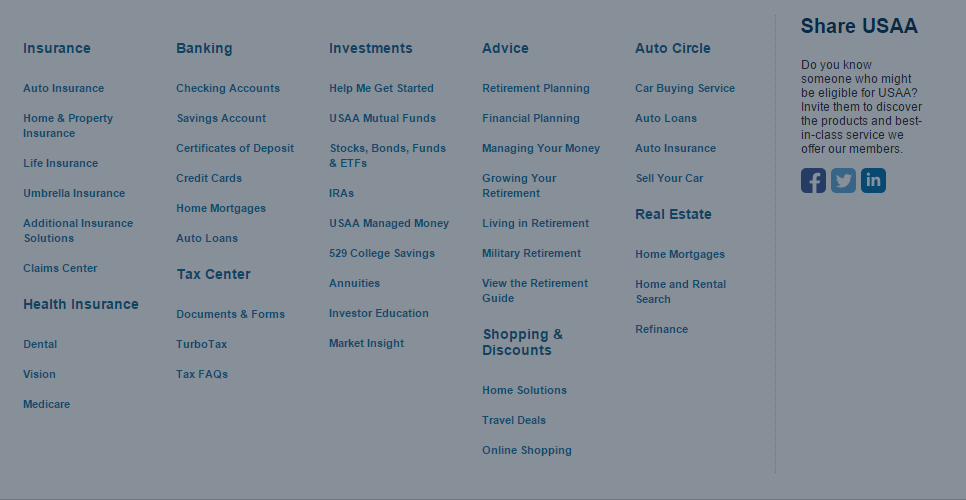 Insurance
Auto Insurance
Home & Property
Insurance
Life Insurance
Umbrella Insurance
Additional Insurance
Solutions
Claims Center
Health Insurance
Dental
Vision
Medicare
Banking
Checking Accounts
Savings Account
Certificates of Deposit
Credit Cards
Home Mortgages
Auto Loans
Tax Center
Documents & Forms
TurboTax
Tax FAQs
Investments
Help Me Get Started
USAA Mutual Funds
Stocks, Bonds, Funds
& ETFs
IRAs
USAA Managed Money
529 College Savings
Annuities
Investor Education
Market Insight
Advice
Retirement Planning
Financial Planning
Managing Your Money
Growing Your
Retirement
Living in Retirement
Military Retirement
View the Retirement
Guide
Shopping &
Discounts
Home Solutions
Travel Deals
Online Shopping
Auto Circle
Car Buying Service
Auto Loans
Auto Insurance
Sell Your Car
Real Estate
Home Mortgages
Home and Rental
Search
Refinance
Share USAA
Do you know
someone who might
be eligible for USAA?
Invite them to discover
the products and best-
in-class service we
offer our members.
f
in